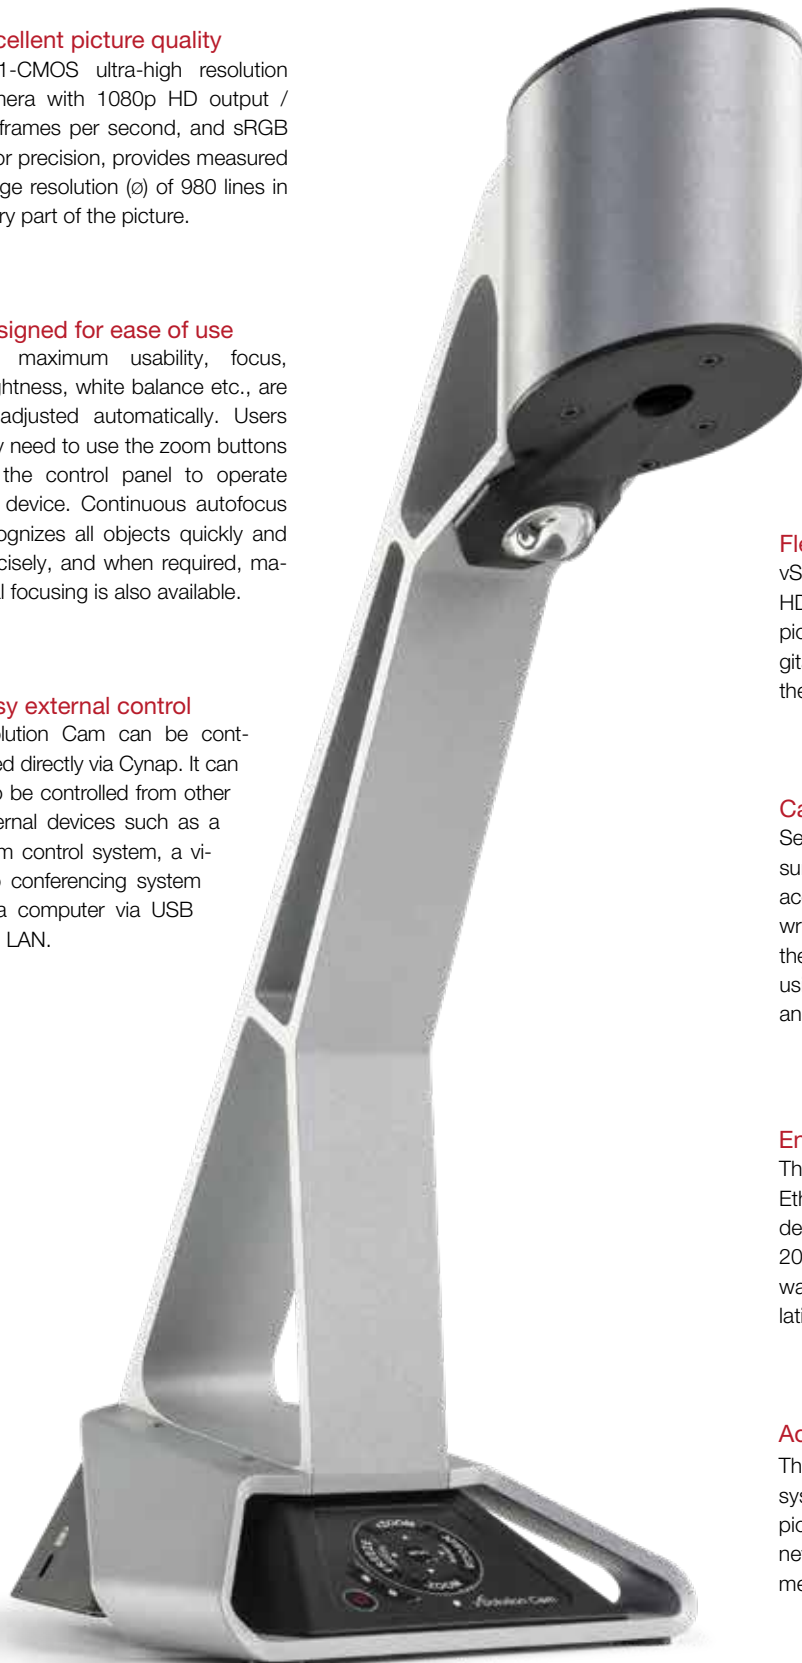 cellent picture quality
1-CMOS ultra-high resolution
nera with 1080p HD output /
frames per second, and sRGB
or precision, provides measured
ge resolution (ø) of 980 lines in
ry part of the picture.
signed for ease of use
maximum usability, focus,
ghtness, white balance etc., are
adjusted automatically. Users
y need to use the zoom buttons
the control panel to operate
device. Continuous autofocus
ognizes all objects quickly and
cisely, and when required, ma-
al focusing is also available.
sy external control
olution Cam can be cont-
ed directly via Cynap. It can
o be controlled from other
ernal devices such as a
m control system, a vi-
o conferencing system
a computer via USB
LAN.
Fle
vS
HD
pic
git
the
Ca
Se
su
ac
wr
the
us
an
En
Th
Eth
de
20
wa
lati
Ac
Th
sys
pic
ne
me
ZOOM
FREEZE
ZOOM
vSolution Cam